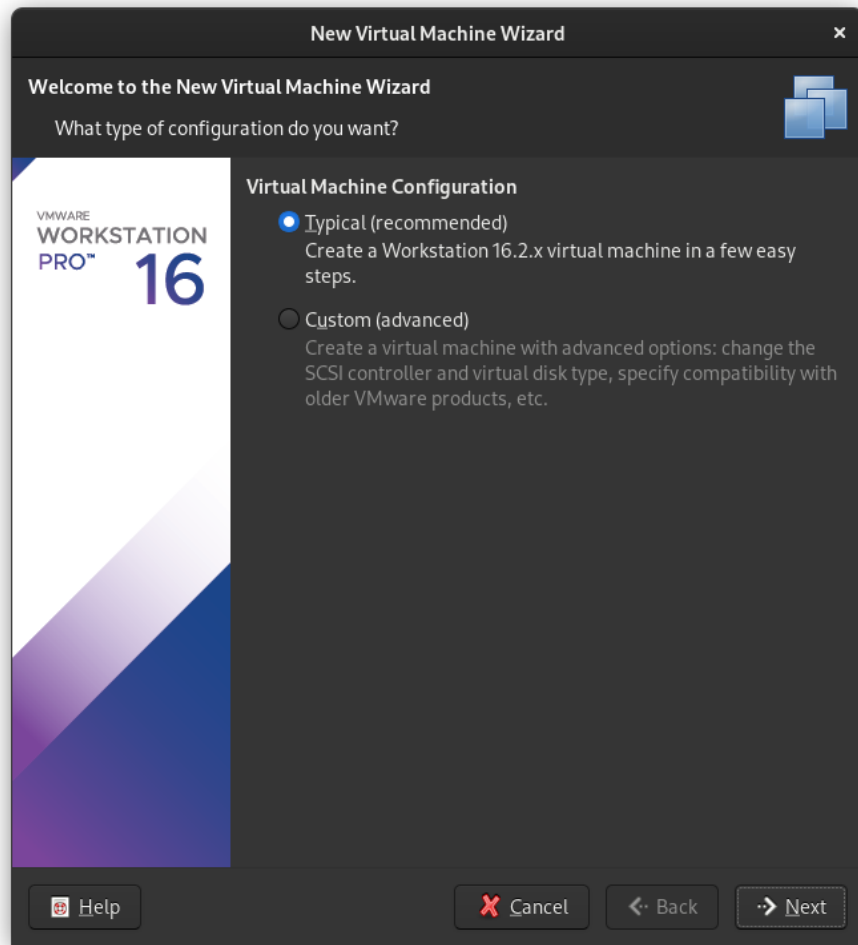 New Virtual Machine Wizard
×
Welcome to the New Virtual Machine Wizard
What type of configuration do you want?
VMWARE
WORKSTATION
PRO™ 16
Virtual Machine Configuration
Typical (recommended)
Create a Workstation 16.2.x virtual machine in a few easy
steps.
Custom (advanced)
Create a virtual machine with advanced options: change the
SCSI controller and virtual disk type, specify compatibility with
older VMware products, etc.
Help
Cancel
Back
Next